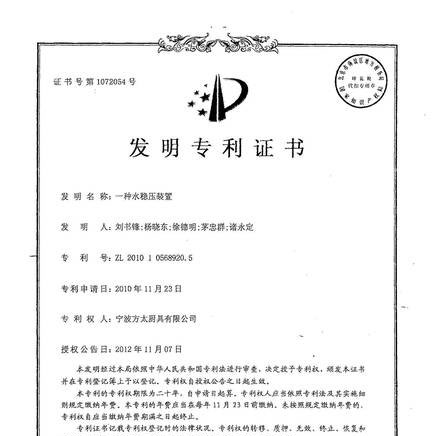 证书号第1072054号
发明专利证书
发 明 名 称：一种水稳压装置
发 明 人：刘书锋;杨晓东;徐德明;茅忠群;诸永定
专 利 号：ZL 2010 1 0568920.5
专利申请日：2010年11月23日
专 利 权 人：宁波方太厨具有限公司
授权公告日：2012年11月07日
本发明经过本局依照中华人民共和国专利法进行审查，决定授予专利权，颁发本证书
并在专利登记簿上予以登记。专利权自授权公告之日起生效。
本专利的专利权期限为二十年，自申请日起算。专利权人应当依照专利法及其实施细
则规定缴纳年费。本专利的年费应当在每年11月23日前缴纳。未按照规定缴纳年费的，
专利权自应当缴纳年费期满之日起终止。
专利证书记载专利权登记时的法律状况。专利权的转移、质押、无效、终止、恢复和